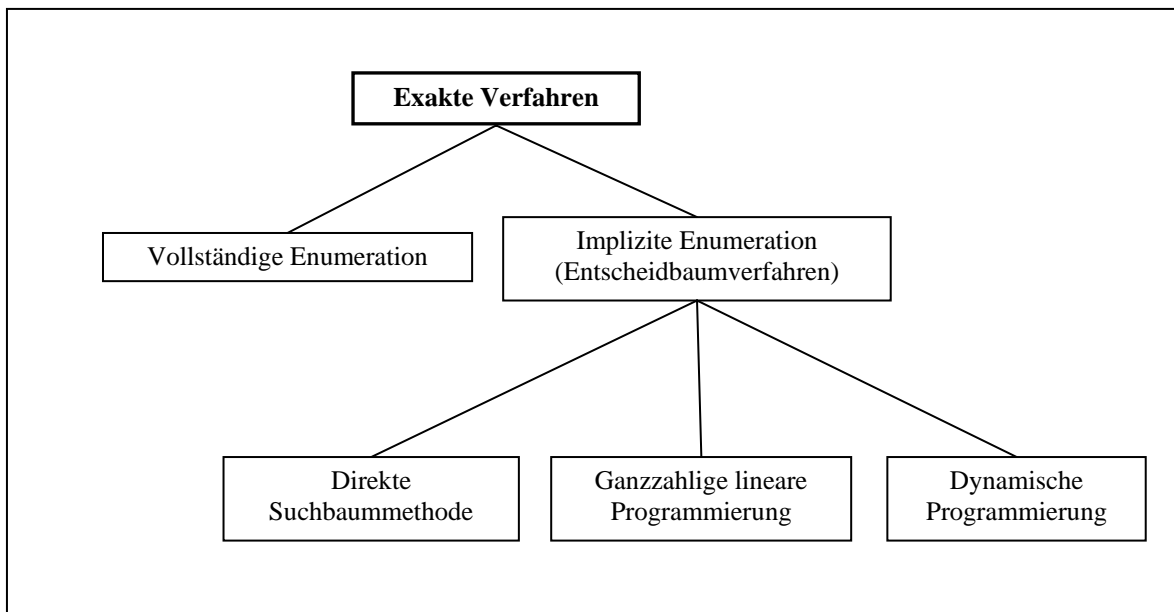 Exakte Verfahren
Vollständige Enumeration
Implizite Enumeration
(Entscheidbaumverfahren)
Direkte
Suchbaummethode
Ganzzahlige lineare
Programmierung
Dynamische
Programmierung